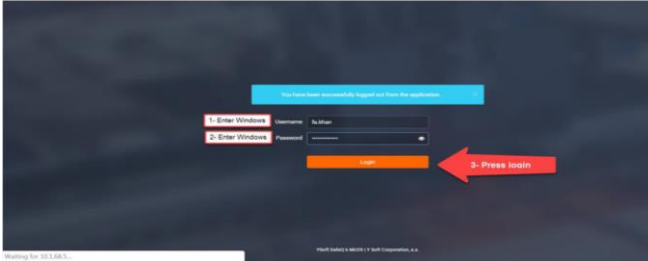 You have been successfully logged out from the application.
1- Enter Windows Username fu.khan
2- Enter Windows Password
Login
3- Press login
Waiting for 10.1.68.5...